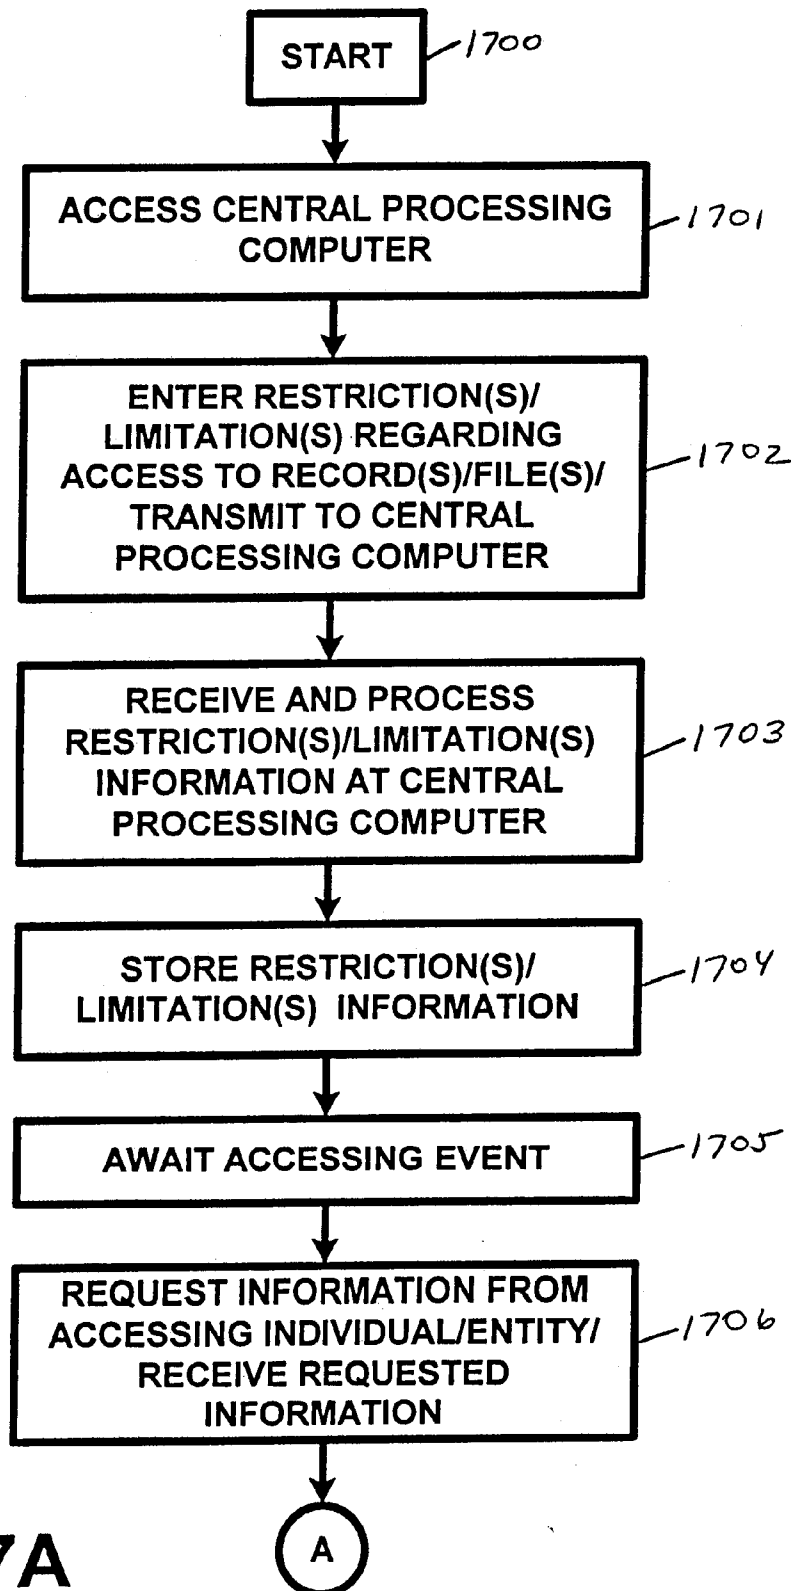 START
1700
ACCESS CENTRAL PROCESSING
COMPUTER
1701
ENTER RESTRICTION(S)/
LIMITATION(S) REGARDING
ACCESS TO RECORD(S)/FILE(S)/
TRANSMIT TO CENTRAL
PROCESSING COMPUTER
1702
RECEIVE AND PROCESS
RESTRICTION(S)/LIMITATION(S)
INFORMATION AT CENTRAL
PROCESSING COMPUTER
1703
STORE RESTRICTION(S)/
LIMITATION(S) INFORMATION
1704
AWAIT ACCESSING EVENT
1705
REQUEST INFORMATION FROM
ACCESSING INDIVIDUAL/ENTITY/
RECEIVE REQUESTED
INFORMATION
1706
A
7A